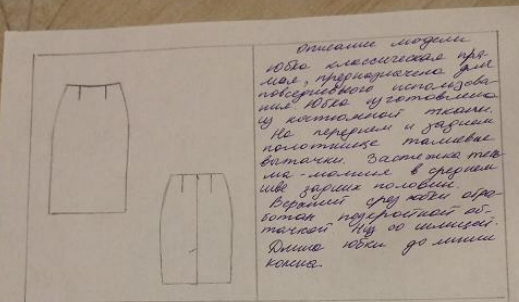 Описание модели
Юбка классическая пря-
мая, предназначена для
повседневного использова-
ния. Юбка изготовлена
из костюмной ткани.
На переднем и заднем
полотнище талиевые
вытачки. Застежка тесь-
ма-молния в среднем
шве задних половин.
Верхний срез юбки обра-
ботан подкройной об-
тачкой. Низ со шлицей.
Длина юбки до линии
колена.